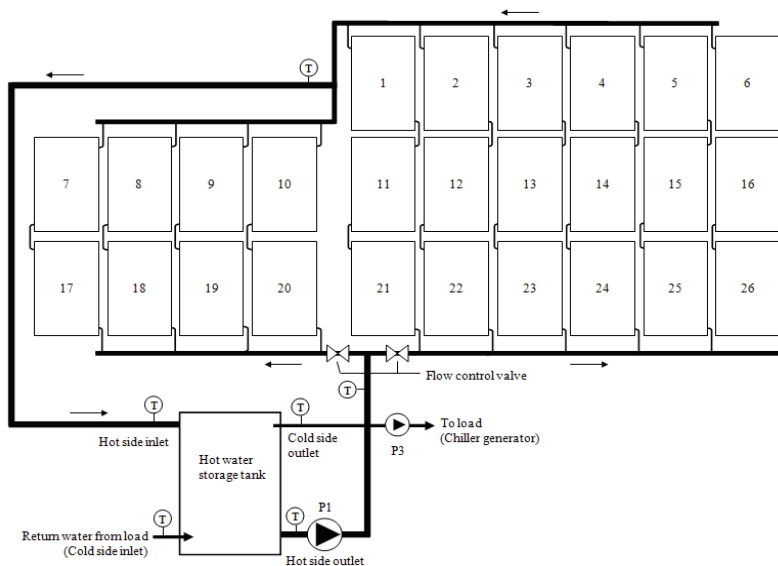 T
1
2
3
4
5
6
7
8
9
10
11
12
13
14
15
16
17
18
19
20
21
22
23
24
25
26
Flow control valve
T
T
T
Hot side inlet
Cold side
outlet
To load
(Chiller generator)
P3
Hot water
storage tank
T
T
P1
Return water from load
(Cold side inlet)
Hot side outlet